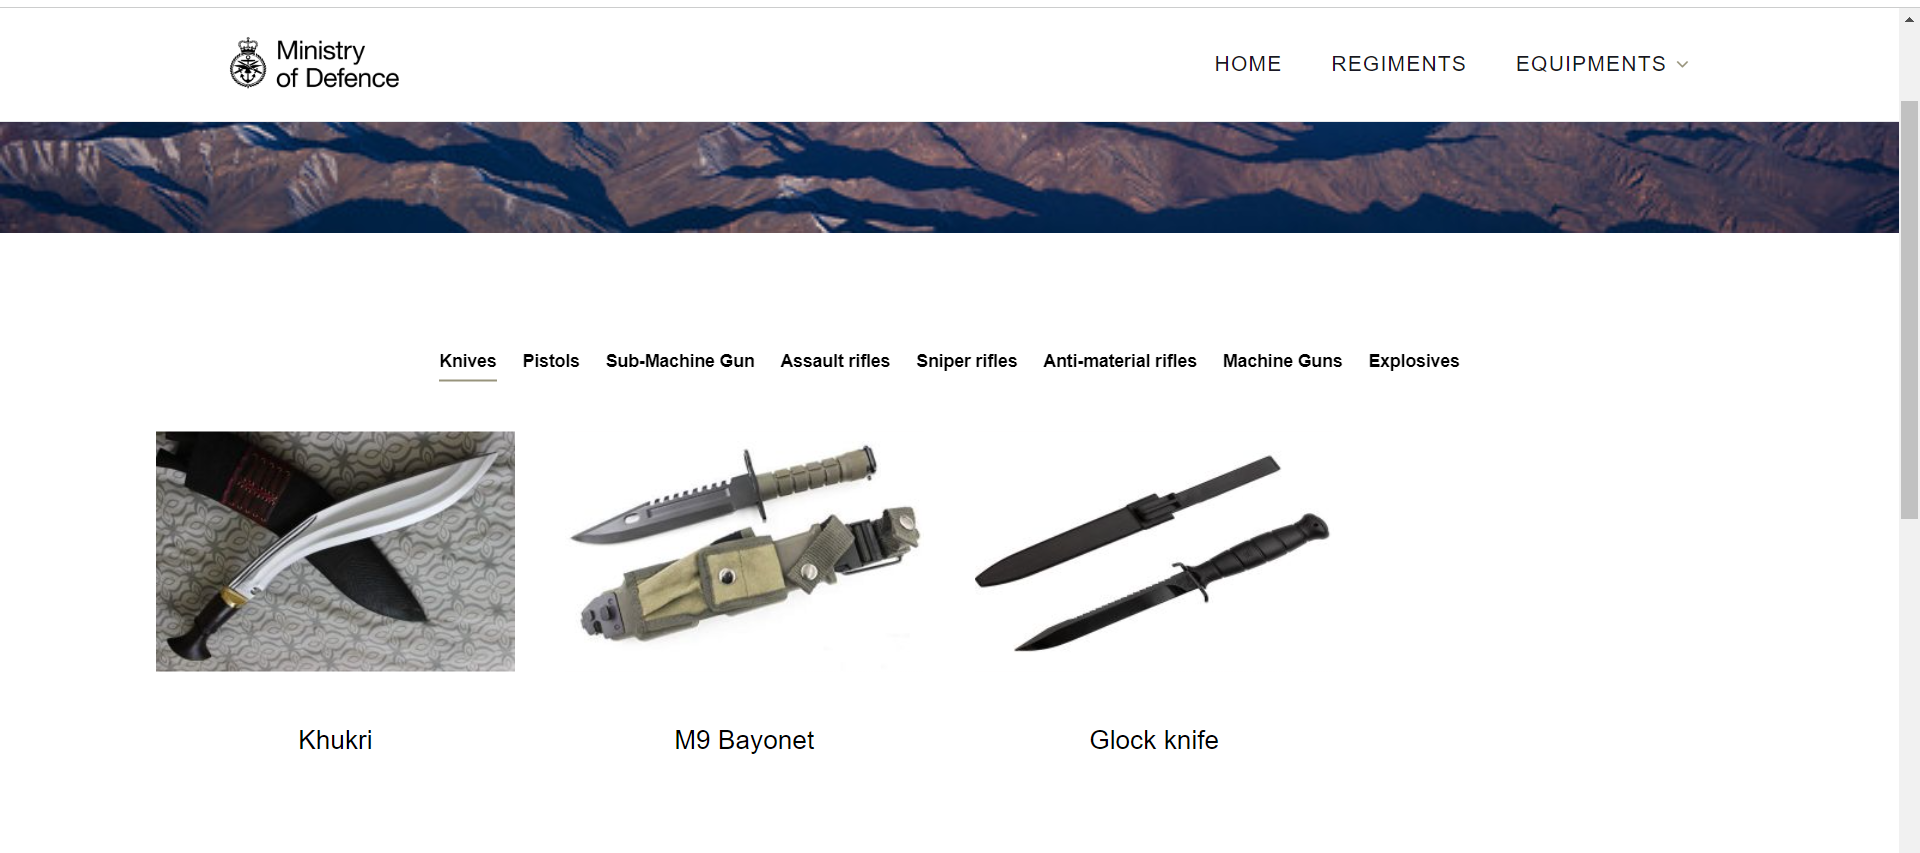 Ministry
of Defence
HOME REGIMENTS EQUIPMENTS
Knives Pistols Sub-Machine Gun Assault rifles Sniper rifles Anti-material rifles Machine Guns Explosives
Khukri M9 Bayonet Glock knife